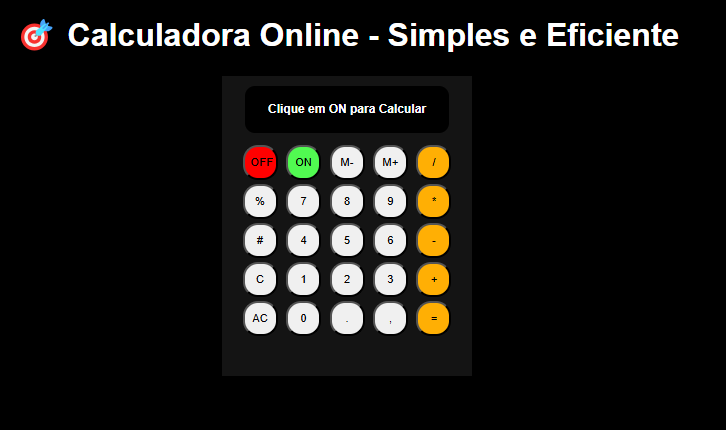 🎯 Calculadora Online - Simples e Eficiente
Clique em ON para Calcular
OFF ON M- M+ /
% 7 8 9 *
# 4 5 6 -
C 1 2 3 +
AC 0 . , =